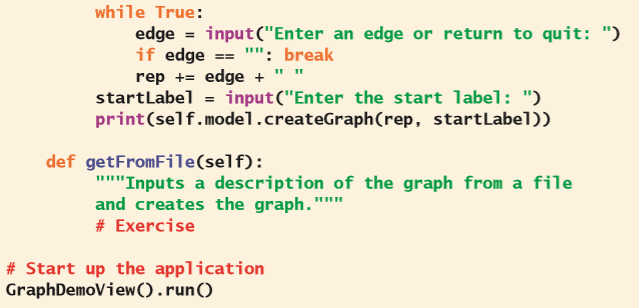 while True:
edge = input("Enter an edge or return to quit: ")
if edge == "": break
rep += edge + " "
startLabel = input("Enter the start label: ")
print(self.model.createGraph(rep, startLabel))
def getFromFile(self):
"""Inputs a description of the graph from a file
and creates the graph."""
# Exercise
# Start up the application
GraphDemoView().run()